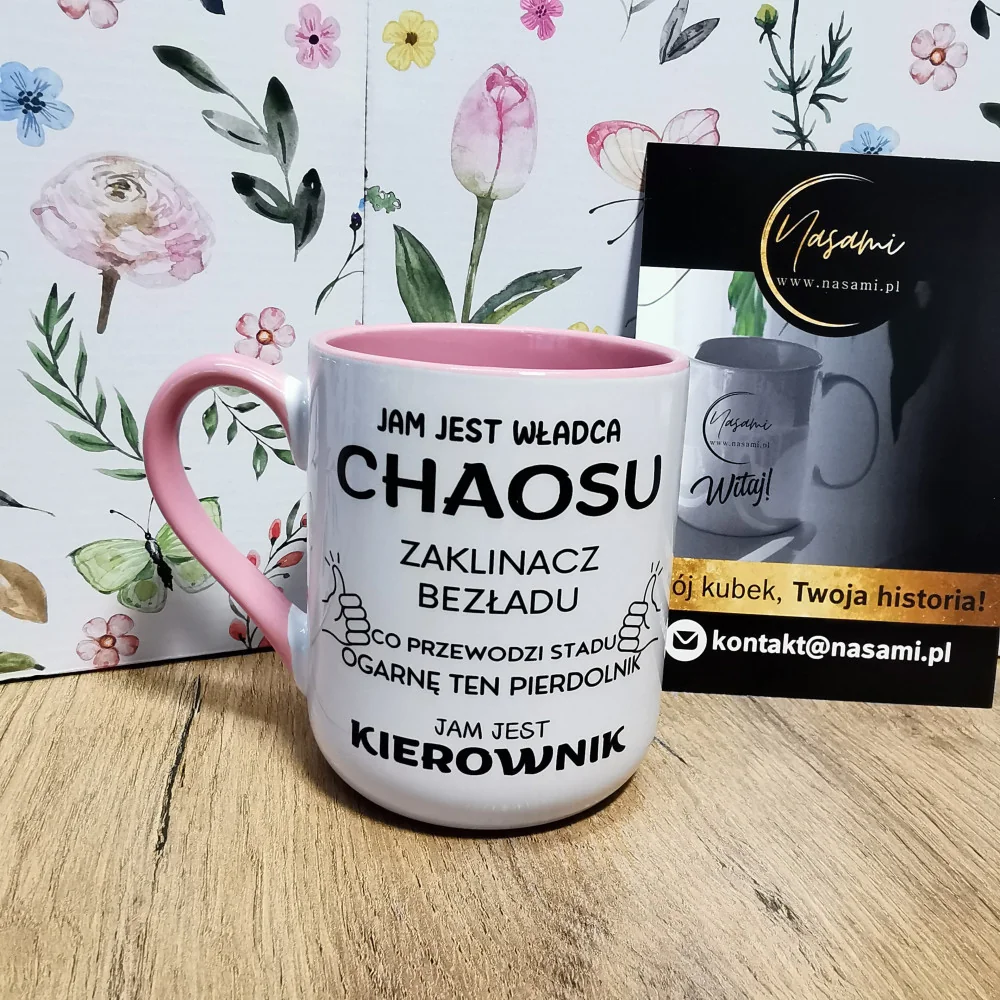 JAM JEST WŁADCA
CHAOSU
ZAKLINACZ
BEZŁADU
CO PRZEWODZI STADU
OGARNĘ TEN PIERDOLNIK
JAM JEST
KIEROWNIK
Nasami
www.nasami.pl
Nasami
www.nasami.pl
Witaj!
ój kubek, Twoja historia!
kontakt@nasami.pl